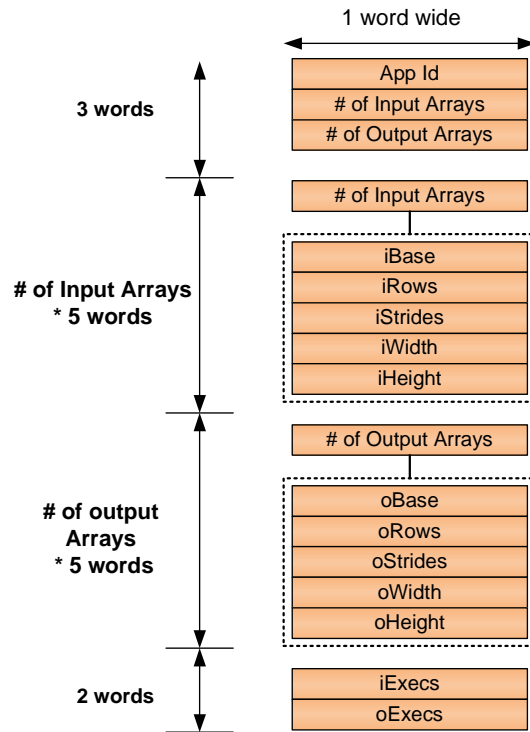 1 word wide
App Id
# of Input Arrays
# of Output Arrays
3 words
# of Input Arrays
iBase
iRows
iStrides
iWidth
iHeight
# of Input Arrays
* 5 words
# of Output Arrays
oBase
oRows
oStrides
oWidth
oHeight
# of output
Arrays
* 5 words
iExecs
oExecs
2 words